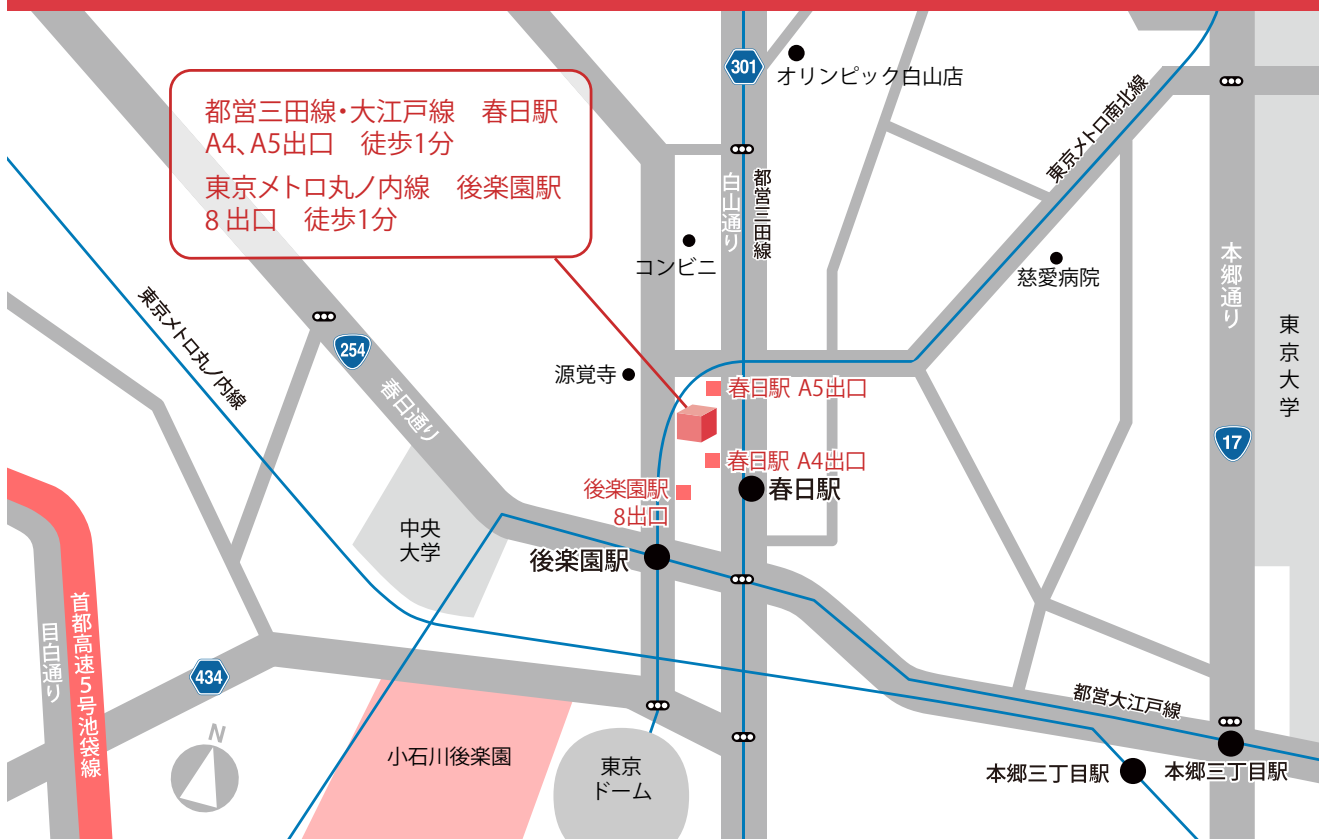 301
オリンピック白山店
都営三田線・大江戸線　春日駅
A4、A5出口　徒歩1分
東京メトロ丸ノ内線　後楽園駅
8 出口　徒歩1分
東京メトロ南北線
白山通り
都営三田線
コンビニ
慈愛病院
本郷通り
東京大学
東京メトロ丸ノ内線
254
春日通り
源覚寺
春日駅 A5出口
17
春日駅 A4出口
春日駅
後楽園駅
8出口
中央
大学
後楽園駅
首都高速5号池袋線
目白通り
434
都営大江戸線
N
小石川後楽園
東京
ドーム
本郷三丁目駅
本郷三丁目駅